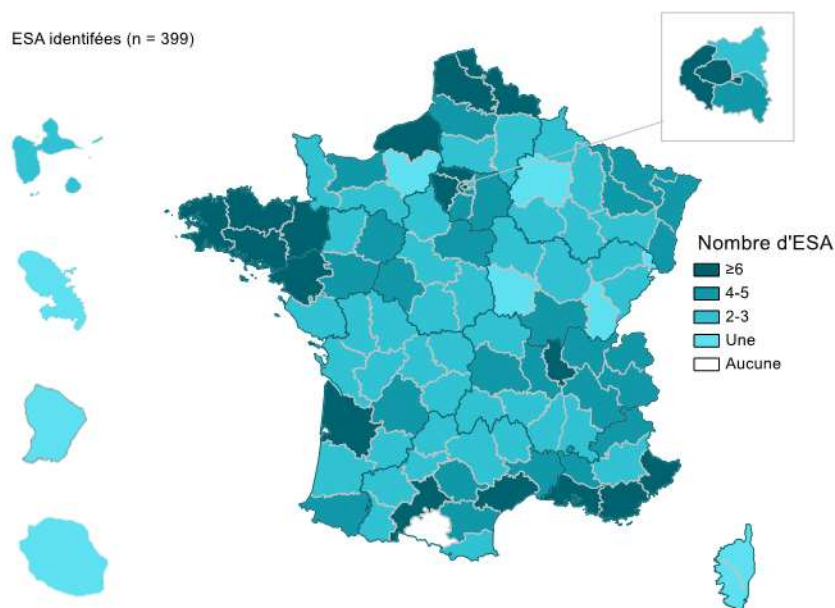 ESA identifées (n = 399)
Nombre d'ESA
≥6
4-5
2-3
Une
Aucune